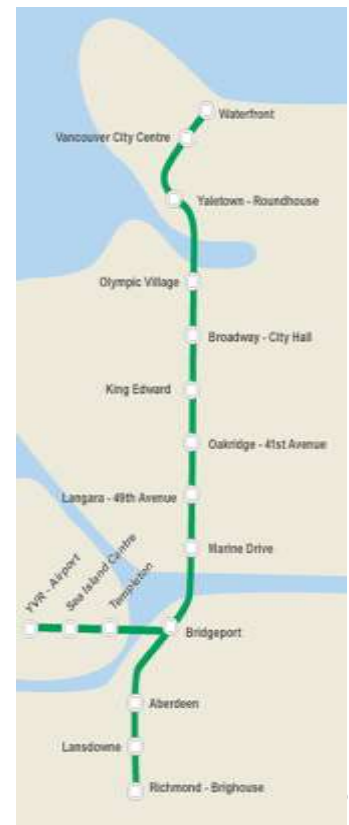 Waterfront
Vancouver City Centre
Yaletown - Roundhouse
Olympic Village
Broadway - City Hall
King Edward
Oakridge - 41st Avenue
Langara - 49th Avenue
Marine Drive
YVR - Airport
Sea Island Centre
Templeton
Bridgeport
Aberdeen
Lansdowne
Richmond - Brighouse